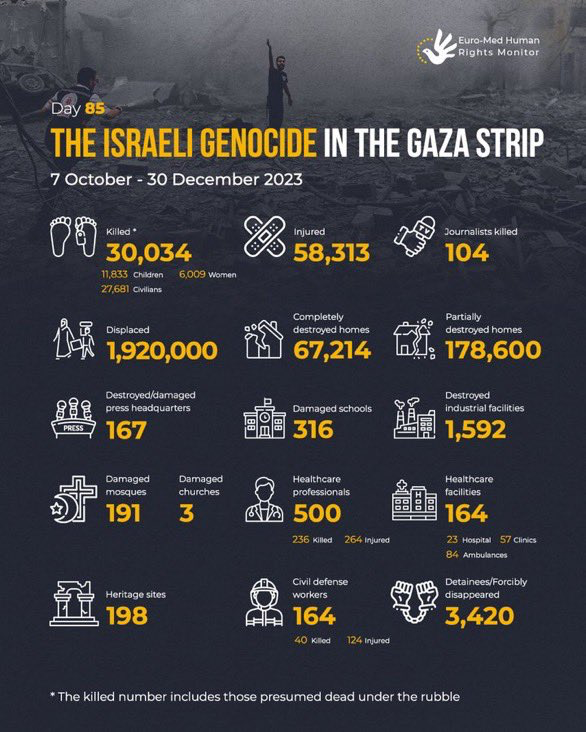 Euro-Med Human
Rights Monitor
Day 85
THE ISRAELI GENOCIDE IN THE GAZA STRIP
7 October - 30 December 2023
Killed *
30,034
11,833 Children 6,009 Women
27,681 Civilians
Injured
58,313
TV
Journalists killed
104
Displaced
1,920,000
Completely
destroyed homes
67,214
Partially
destroyed homes
178,600
PRESS
Destroyed/damaged
press headquarters
167
Damaged schools
316
Destroyed
industrial facilities
1,592
Damaged
mosques
191
Damaged
churches
3
Healthcare
professionals
500
236 Killed 264 Injured
H
Healthcare
facilities
164
23 Hospital 57 Clinics
84 Ambulances
Heritage sites
198
Civil defense
workers
164
40 Killed 124 Injured
Detainees/Forcibly
disappeared
3,420
* The killed number includes those presumed dead under the rubble